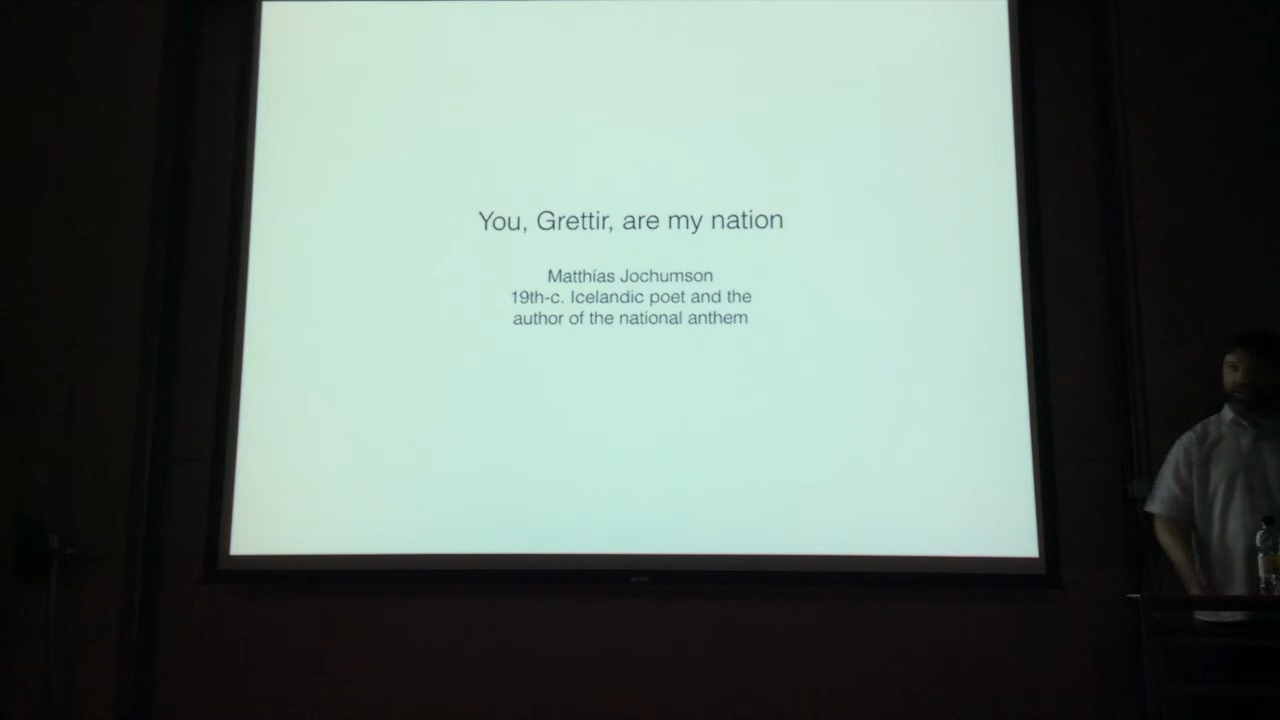 You, Grettir, are my nation
Matthías Jochumson
19th-c. Icelandic poet and the
author of the national anthem